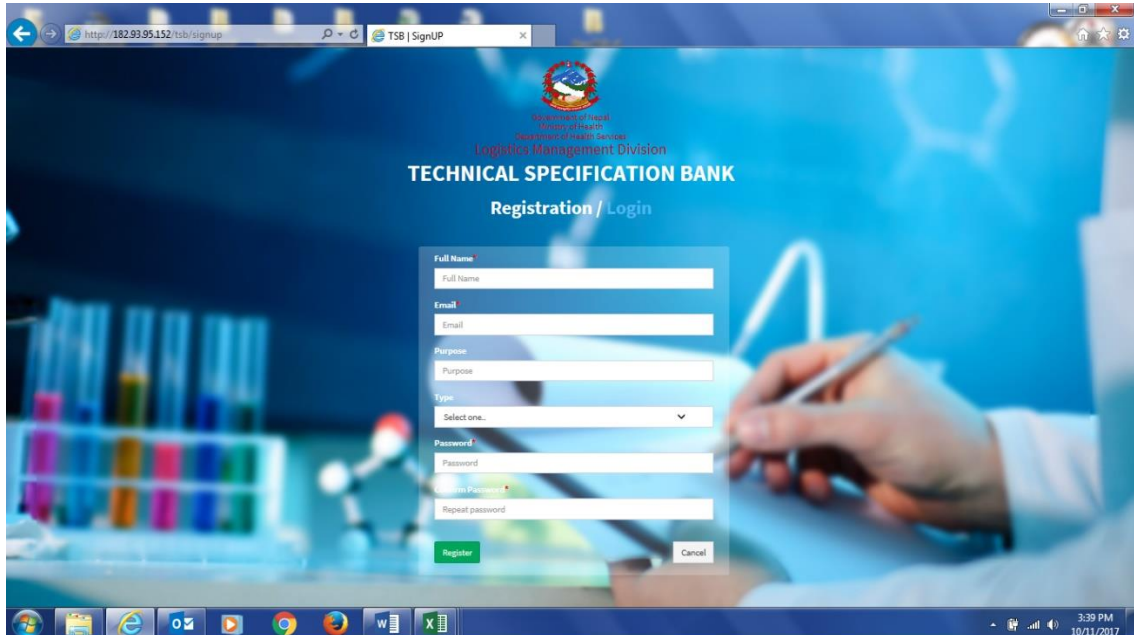 http://182.93.95.152/tsb/signup
TSB | SignUP
Government of Nepal
Ministry of Health
Department of Health Services
Logistics Management Division
TECHNICAL SPECIFICATION BANK
Registration / Login
Full Name*
Full Name
Email*
Email
Purpose
Purpose
Type
Select one..
Password*
Password
Confirm Password*
Repeat password
Register Cancel
3:39 PM
10/11/2017